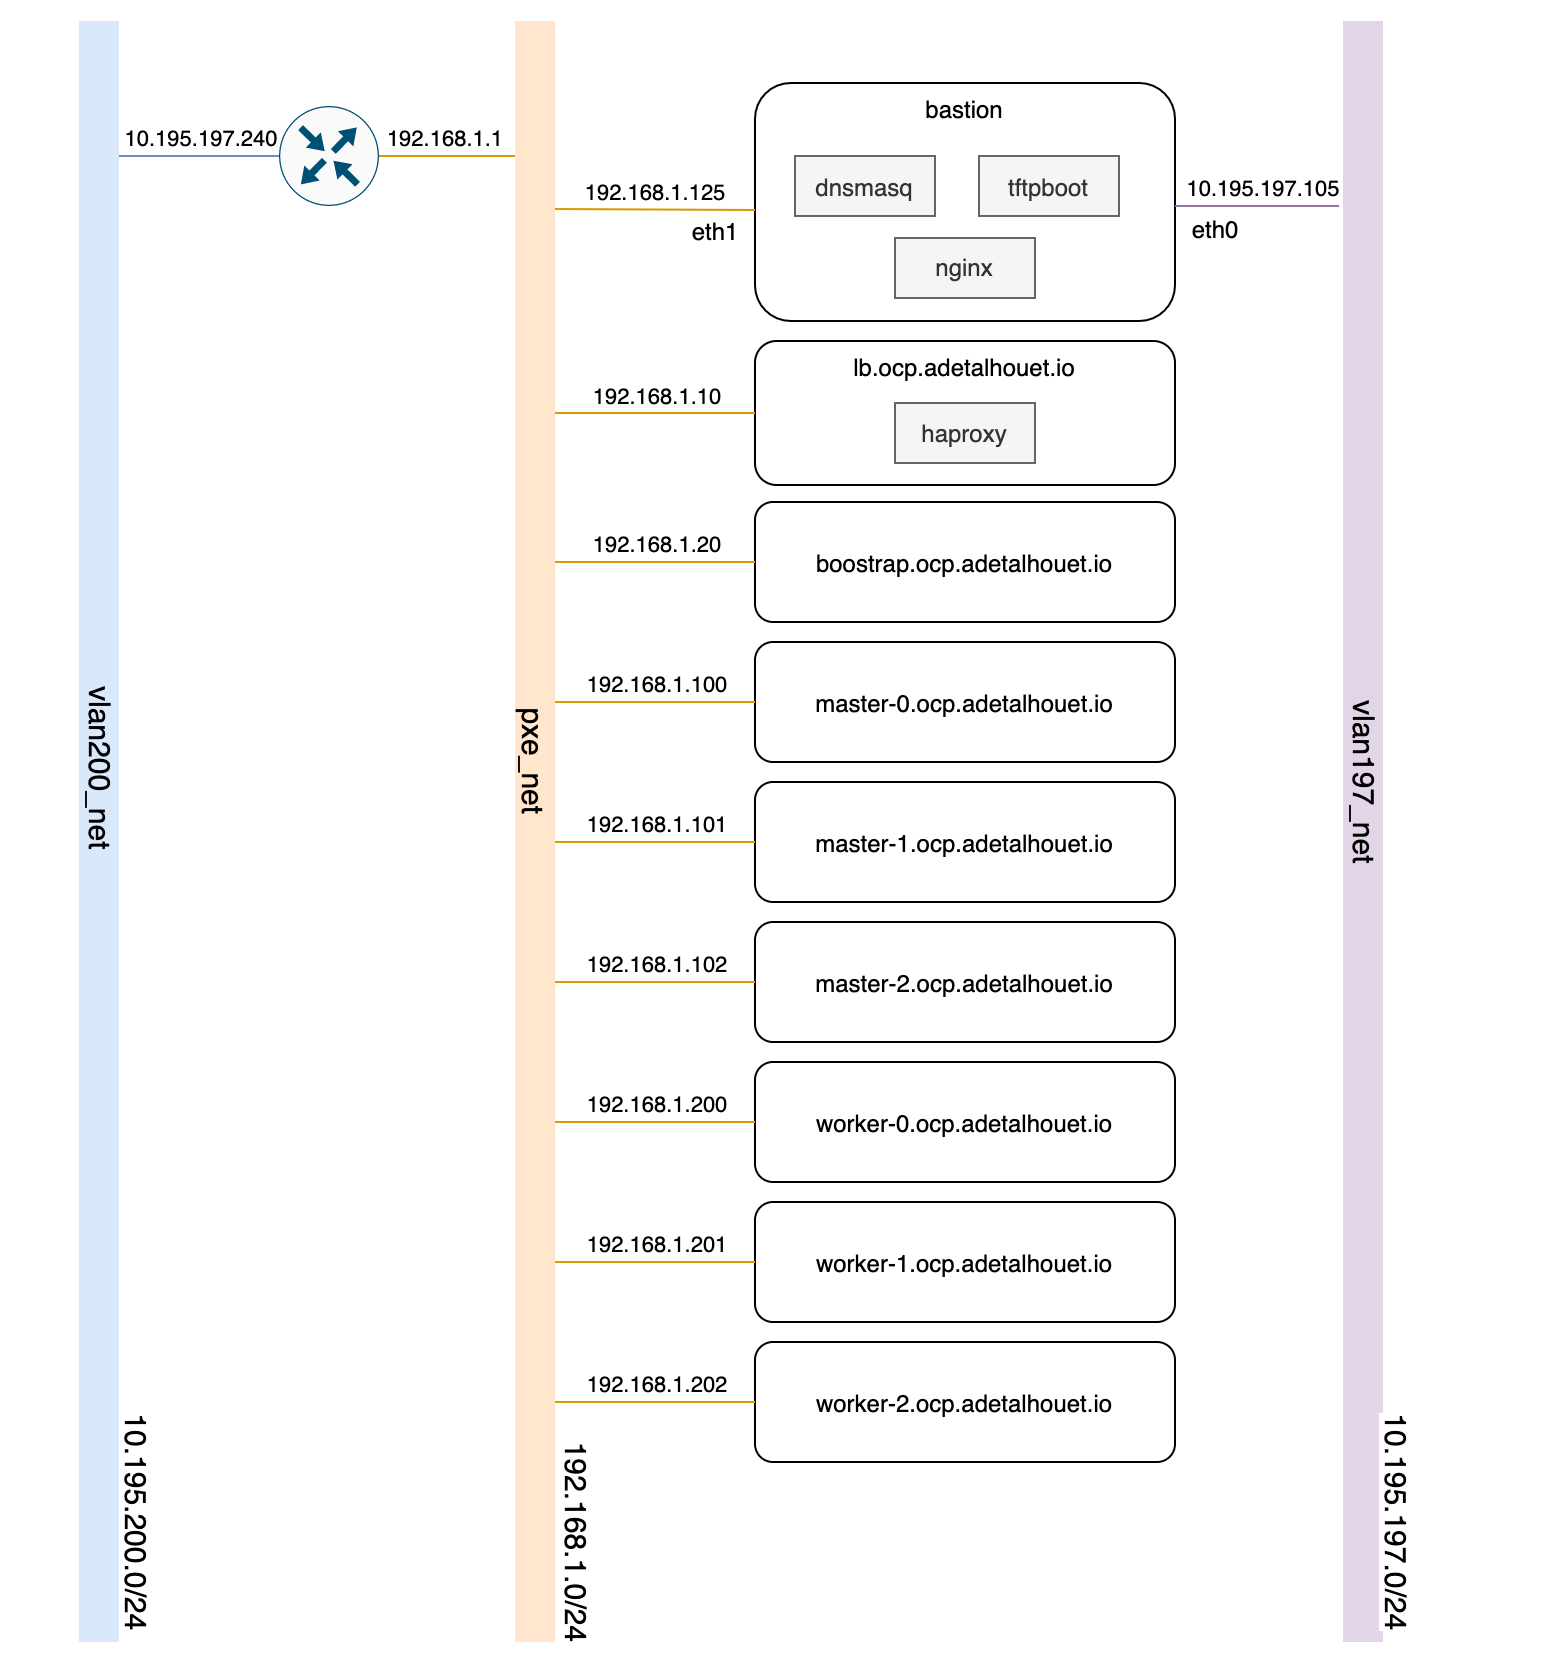 10.195.197.240
192.168.1.1
bastion
dnsmasq
tftpboot
nginx
192.168.1.125
eth1
10.195.197.105
eth0
lb.ocp.adetalhouet.io
haproxy
192.168.1.10
192.168.1.20
boostrap.ocp.adetalhouet.io
192.168.1.100
master-0.ocp.adetalhouet.io
192.168.1.101
master-1.ocp.adetalhouet.io
192.168.1.102
master-2.ocp.adetalhouet.io
192.168.1.200
worker-0.ocp.adetalhouet.io
192.168.1.201
worker-1.ocp.adetalhouet.io
192.168.1.202
worker-2.ocp.adetalhouet.io
vlan200_net
pxe_net
vlan197_net
10.195.200.0/24
192.168.1.0/24
10.195.197.0/24